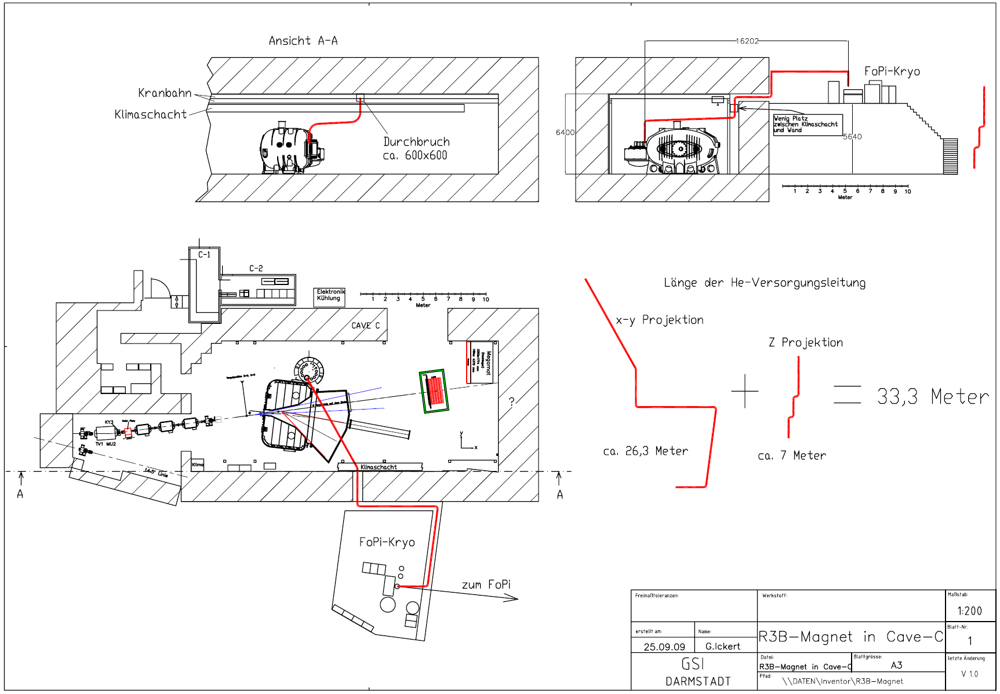 Ansicht A-A
Kranbahn
Klimaschacht
Durchbruch
ca. 600x600
16202
FoPi-Kryo
6400
Wenig Platz
zwischen Klimaschacht
und Wand
5640
1 2 3 4 5 6 7 8 9 10
Meter
C-1
C-2
Elektronik
Kühlung
1 2 3 4 5 6 7 8 9 10
Meter
CAVE C
Megamat
?
KY3
TV1 MU2
y
x
Klima
Klimaschacht
14.5° Linie
A
A
FoPi-Kryo
zum FoPi
Länge der He-Versorgungsleitung
x-y Projektion
Z Projektion
33,3 Meter
ca. 26,3 Meter
ca. 7 Meter
Freimaßtoleranzen:
Werkstoff:
Maßstab:
1:200
erstellt am:
Name:
25.09.09
G.Ickert
R3B-Magnet in Cave-C
Blatt-Nr.
1
GSI
DARMSTADT
Datei:
R3B-Magnet in Cave-C
Blattgrösse:
A3
letzte Änderung
V 1.0
Pfad:
\\DATEN\Inventor\R3B-Magnet